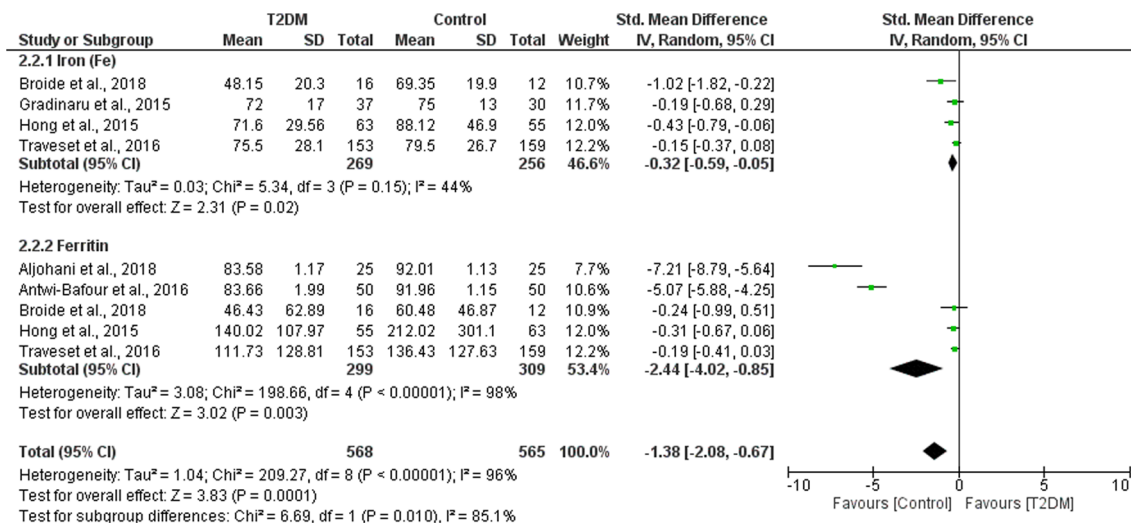 T2DM Control Std. Mean Difference Std. Mean Difference
Study or Subgroup Mean SD Total Mean SD Total Weight IV, Random, 95% CI IV, Random, 95% CI
2.2.1 Iron (Fe)
Broide et al., 2018 48.15 20.3 16 69.35 19.9 12 10.7% -1.02 [-1.82, -0.22]
Gradinaru et al., 2015 72 17 37 75 13 30 11.7% -0.19 [-0.68, 0.29]
Hong et al., 2015 71.6 29.56 63 88.12 46.9 55 12.0% -0.43 [-0.79, -0.06]
Traveset et al., 2016 75.5 28.1 153 79.5 26.7 159 12.2% -0.15 [-0.37, 0.08]
Subtotal (95% CI) 269 256 46.6% -0.32 [-0.59, -0.05]
Heterogeneity: Tau² = 0.03; Chi² = 5.34, df = 3 (P = 0.15); I² = 44%
Test for overall effect: Z = 2.31 (P = 0.02)
2.2.2 Ferritin
Aljohani et al., 2018 83.58 1.17 25 92.01 1.13 25 7.7% -7.21 [-8.79, -5.64]
Antwi-Bafour et al., 2016 83.66 1.99 50 91.96 1.15 50 10.6% -5.07 [-5.88, -4.25]
Broide et al., 2018 46.43 62.89 16 60.48 46.87 12 10.9% -0.24 [-0.99, 0.51]
Hong et al., 2015 140.02 107.97 55 212.02 301.1 63 12.0% -0.31 [-0.67, 0.06]
Traveset et al., 2016 111.73 128.81 153 136.43 127.63 159 12.2% -0.19 [-0.41, 0.03]
Subtotal (95% CI) 299 309 53.4% -2.44 [-4.02, -0.85]
Heterogeneity: Tau² = 3.08; Chi² = 198.66, df = 4 (P < 0.00001); I² = 98%
Test for overall effect: Z = 3.02 (P = 0.003)
Total (95% CI) 568 565 100.0% -1.38 [-2.08, -0.67]
Heterogeneity: Tau² = 1.04; Chi² = 209.27, df = 8 (P < 0.00001); I² = 96%
Test for overall effect: Z = 3.83 (P = 0.0001)
Test for subgroup differences: Chi² = 6.69, df = 1 (P = 0.010), I² = 85.1%
-10 -5 0 5 10
Favours [Control] Favours [T2DM]